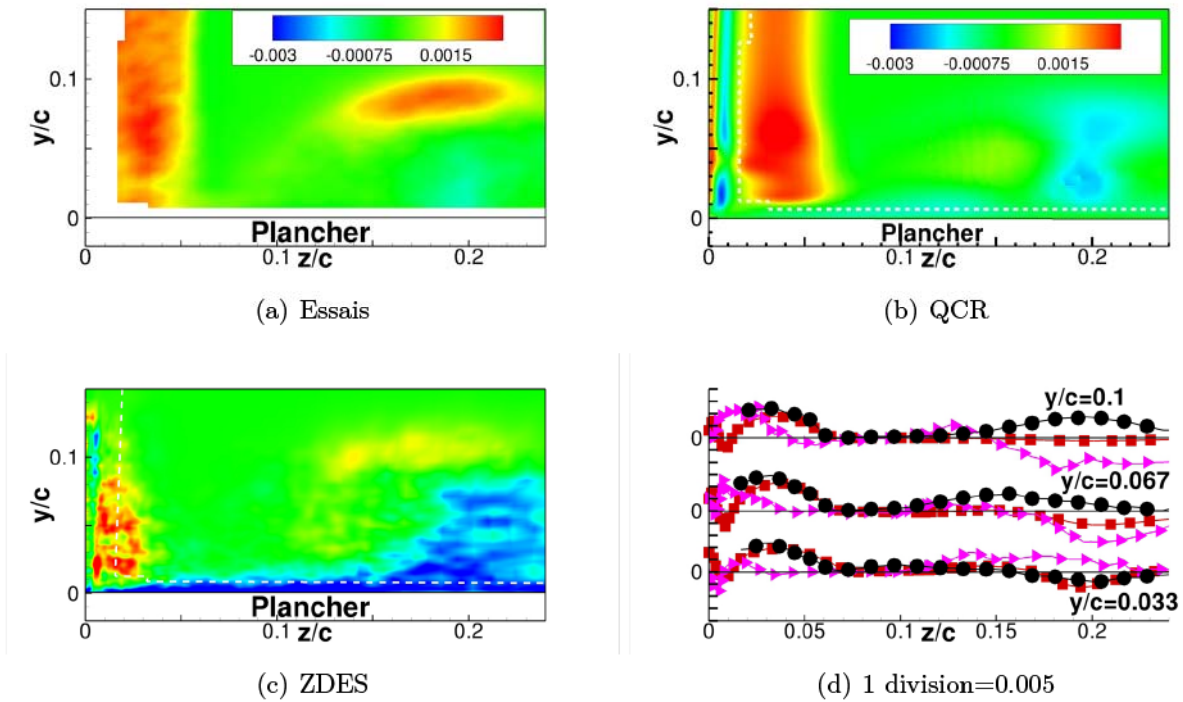 -0.003 -0.00075 0.0015
0.1
y/c
0
Plancher
0 0.1 0.2
z/c
(a) Essais
-0.003 -0.00075 0.0015
0.1
y/c
0
Plancher
0 0.1 0.2
z/c
(b) QCR
0.1
y/c
0
Plancher
0 0.1 0.2
z/c
(c) ZDES
y/c=0.1
0
y/c=0.067
0
0
y/c=0.033
0 0.05 0.1 0.15 0.2
z/c
(d) 1 division=0.005